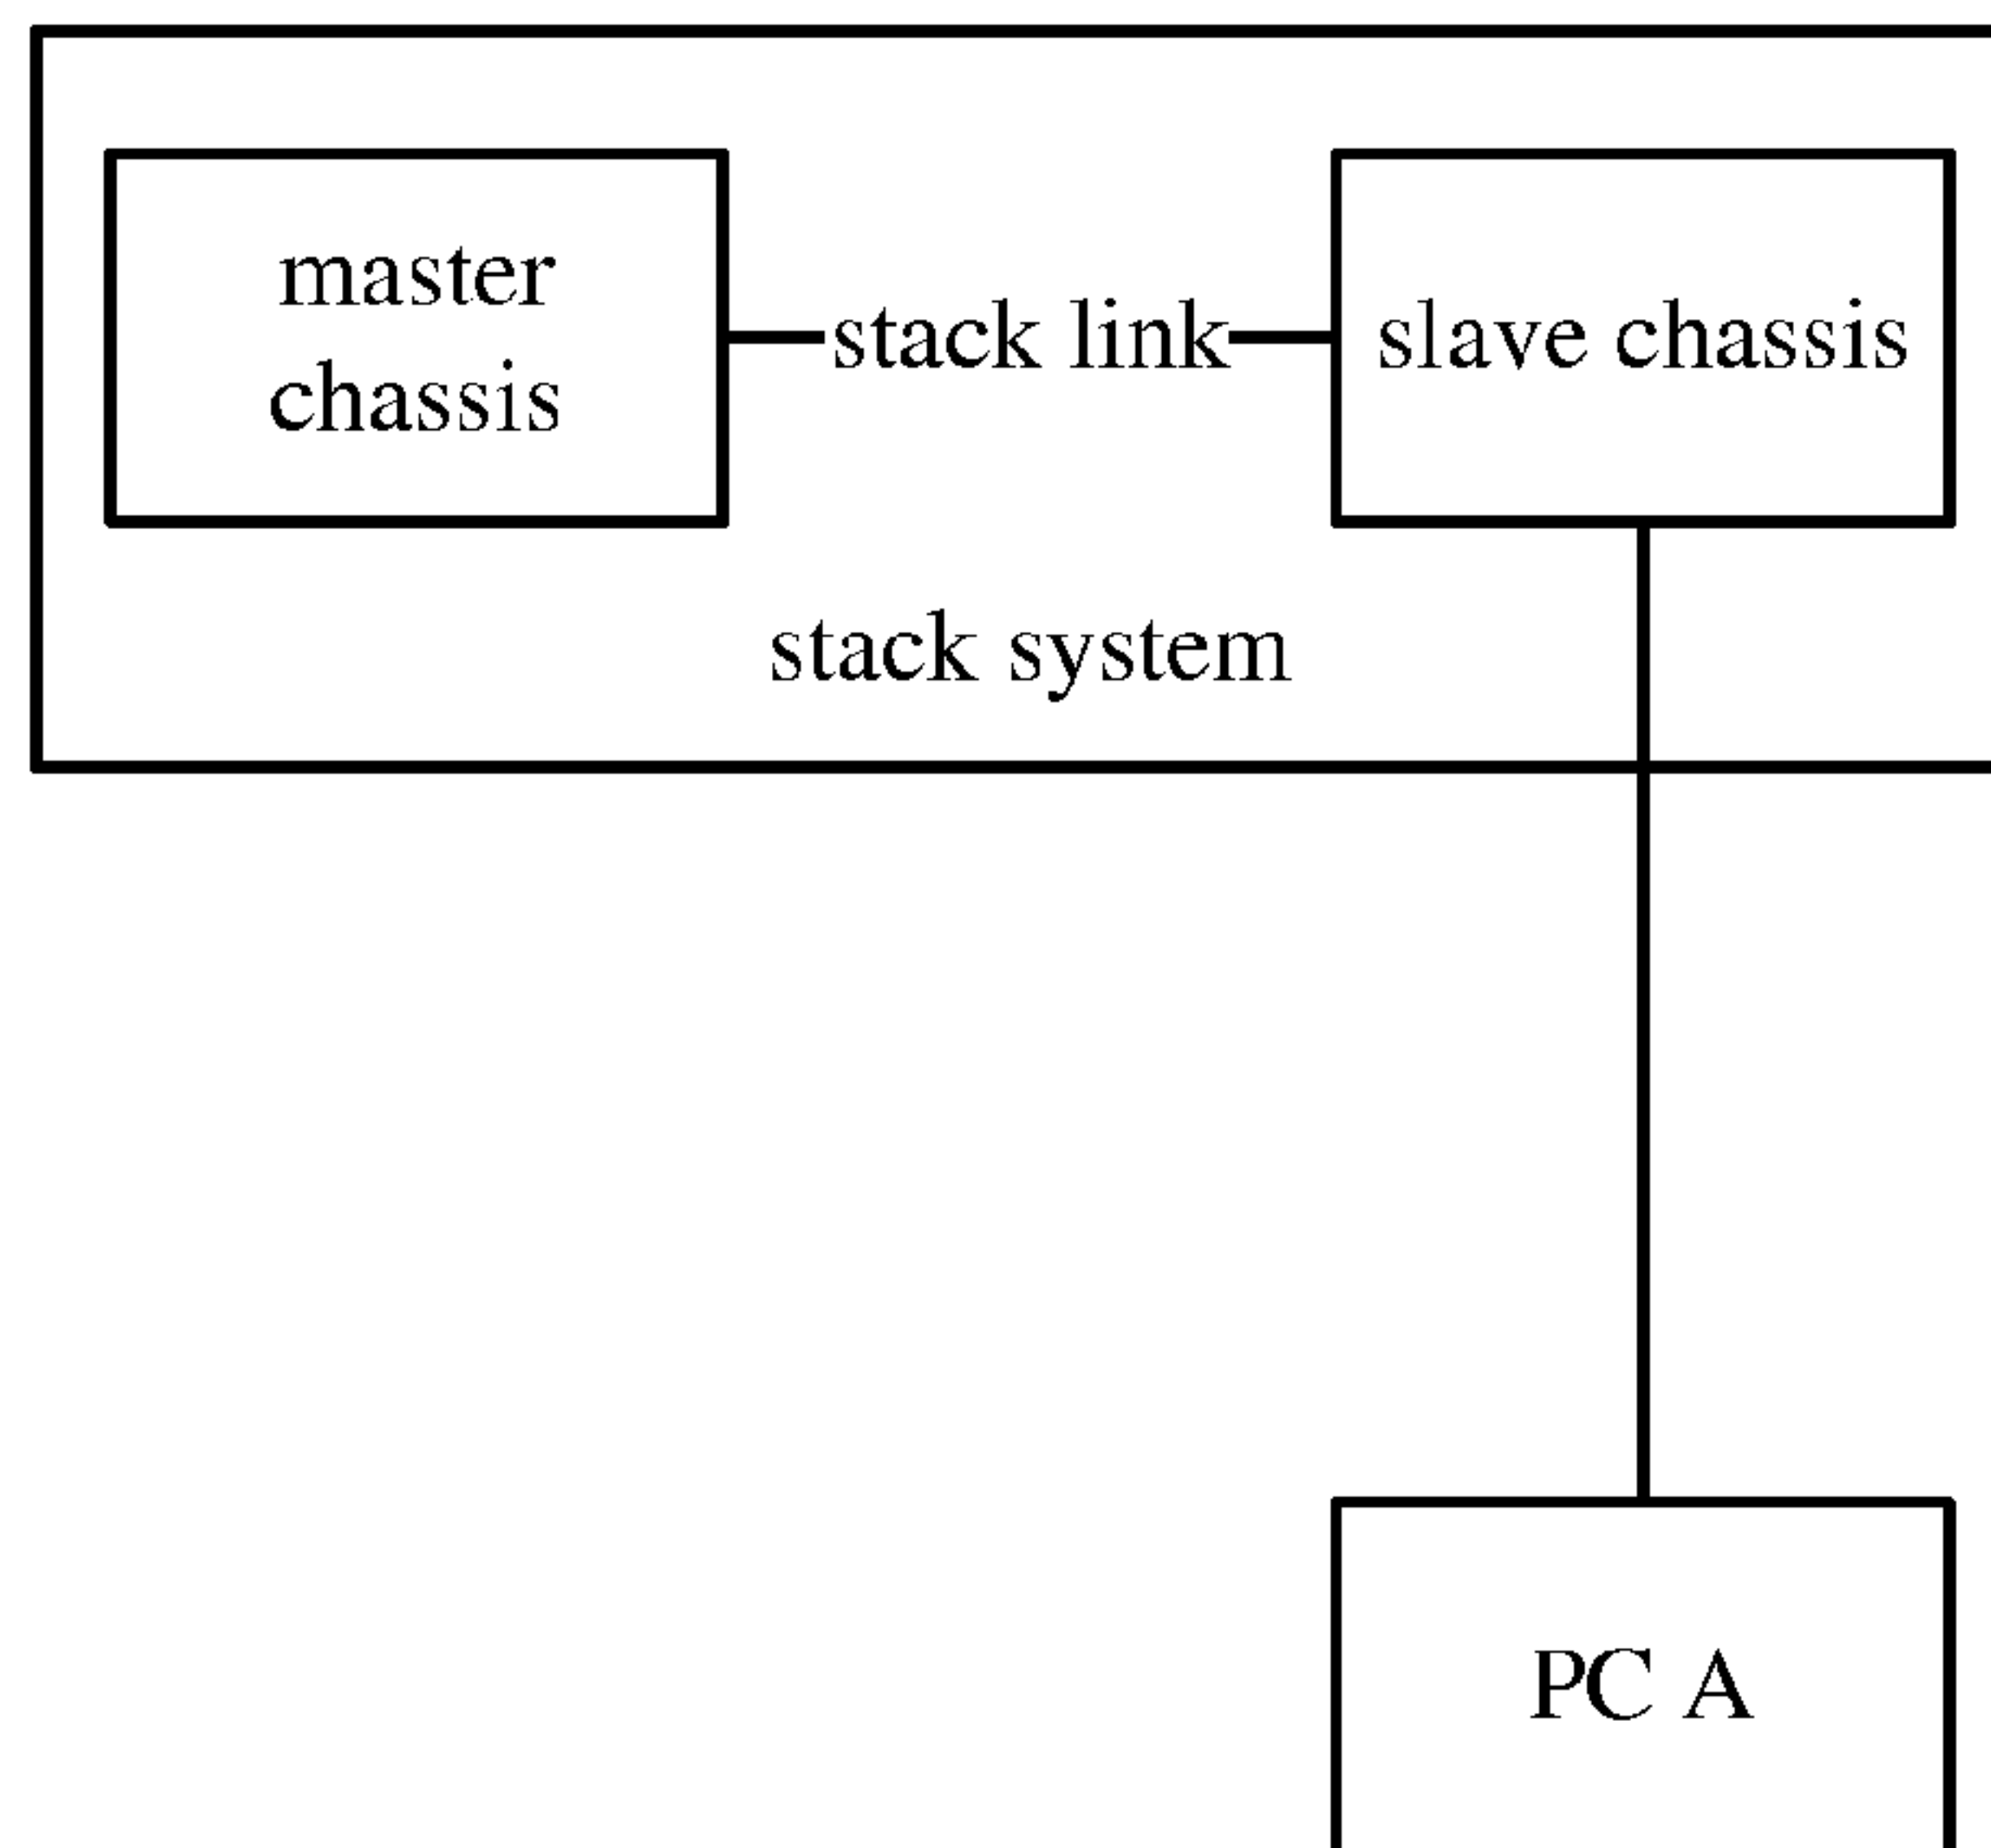 master
chassis
stack link
slave chassis
stack system
PC A